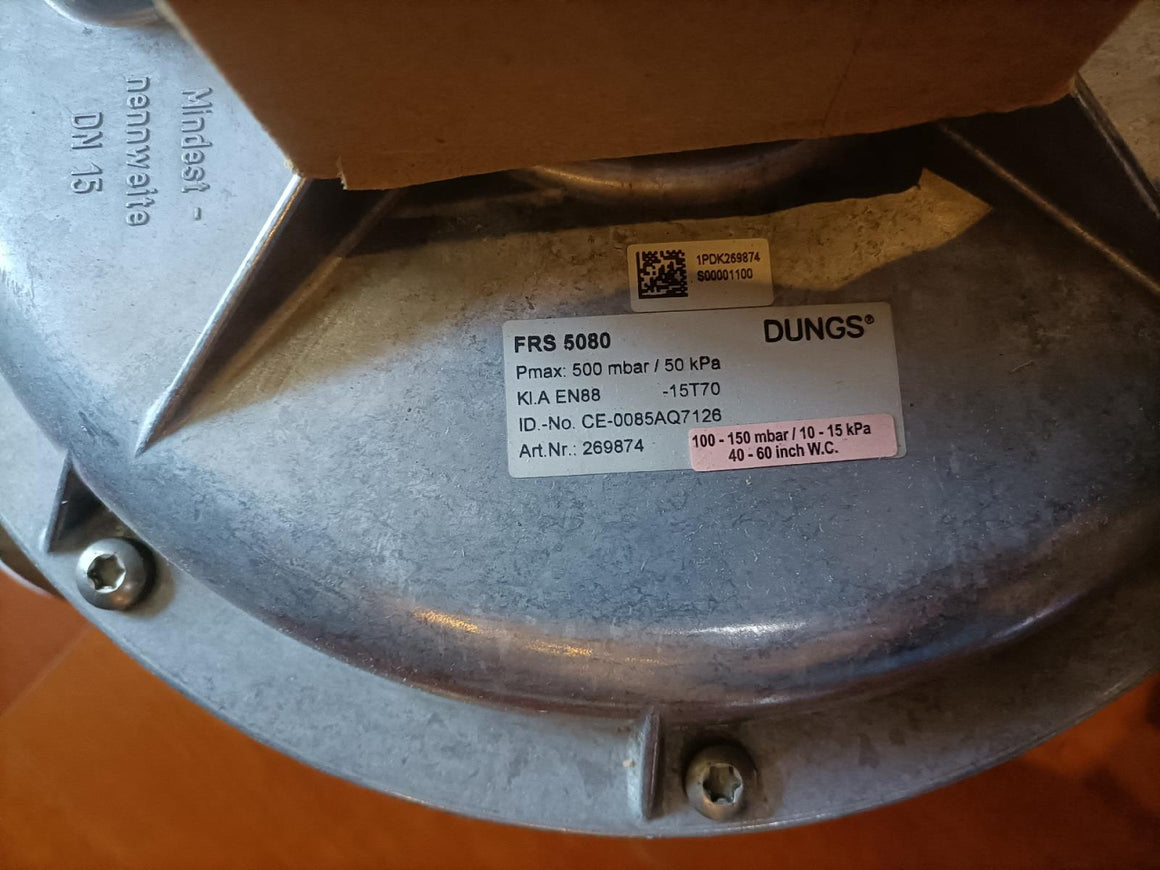 Mindest -
nennweite
DN 15
1PDK269874
S00001100
FRS 5080
DUNGS®
Pmax: 500 mbar / 50 kPa
Kl.A EN88 -15T70
ID.-No. CE-0085AQ7126
Art.Nr.: 269874
100 - 150 mbar / 10 - 15 kPa
40 - 60 inch W.C.